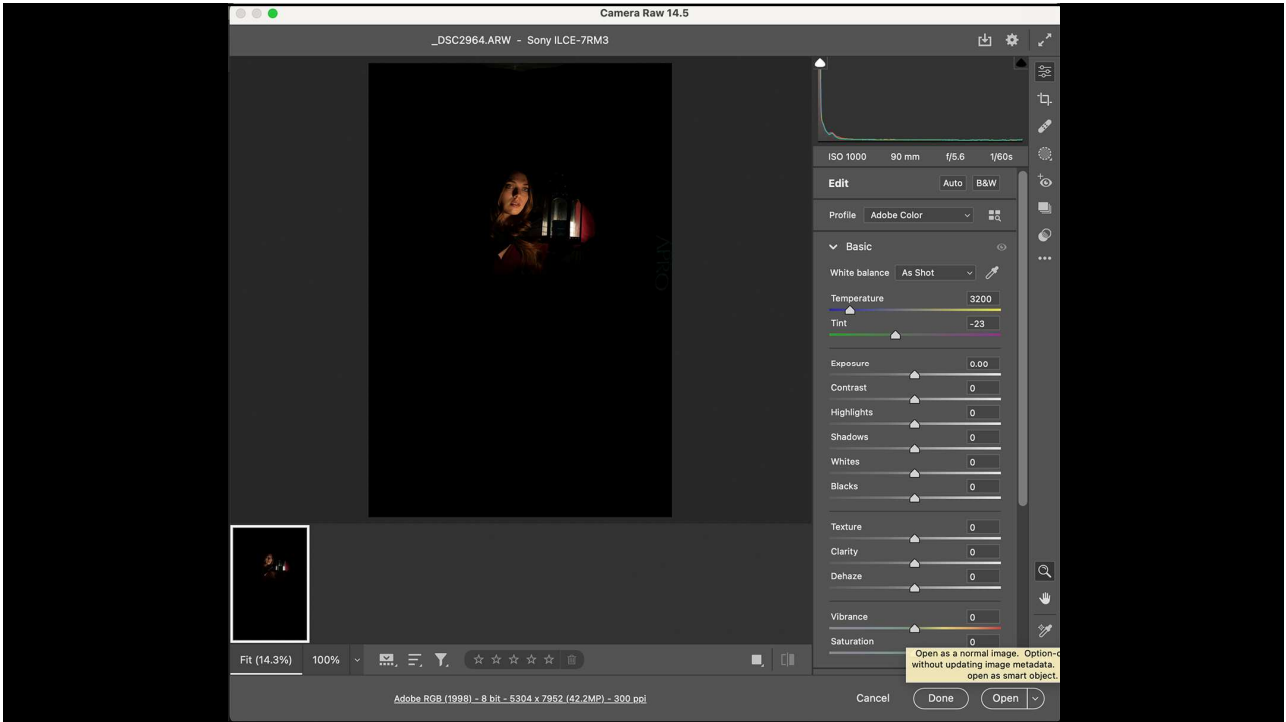 Camera Raw 14.5
_DSC2964.ARW - Sony ILCE-7RM3
ISO 1000 90 mm f/5.6 1/60s
Edit Auto B&W
Profile Adobe Color
Basic
White balance As Shot
Temperature 3200
Tint -23
Exposure 0.00
Contrast 0
Highlights 0
Shadows 0
Whites 0
Blacks 0
Texture 0
Clarity 0
Dehaze 0
Vibrance 0
Saturation 0
Open as a normal image. Option-c
without updating image metadata.
open as smart object.
Fit (14.3%) 100%
Adobe RGB (1998) - 8 bit - 5304 x 7952 (42.2MP) - 300 ppi
Cancel Done Open